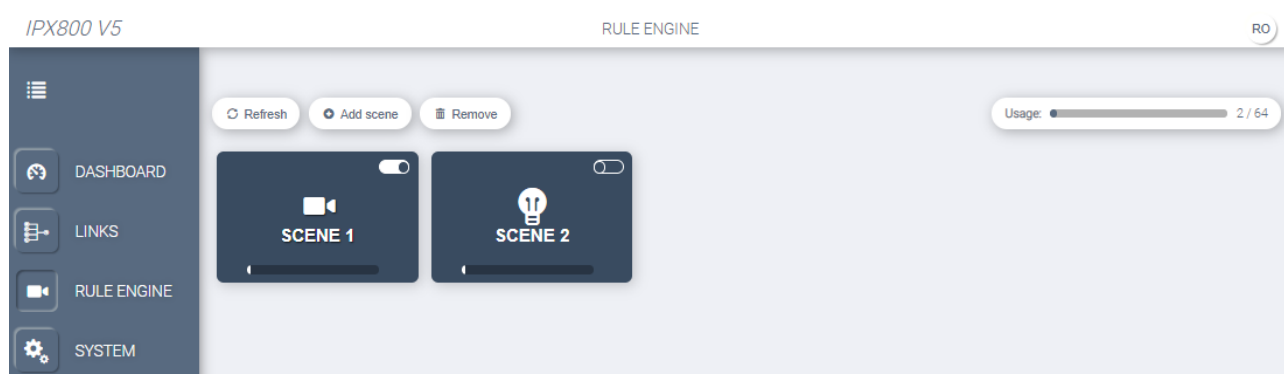 IPX800 V5
RULE ENGINE
RO
Refresh
Add scene
Remove
Usage:
2 / 64
DASHBOARD
LINKS
RULE ENGINE
SYSTEM
SCENE 1
SCENE 2